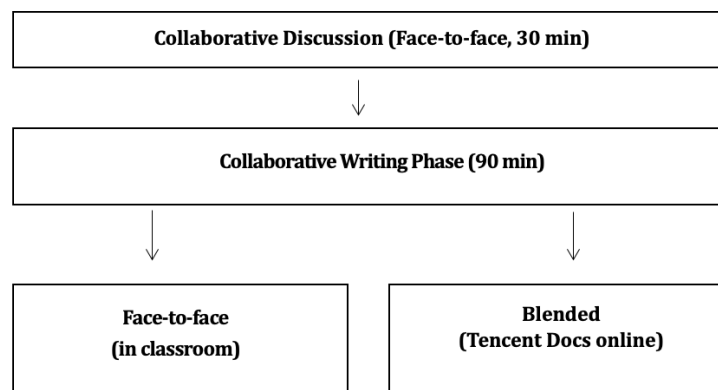 Collaborative Discussion (Face-to-face, 30 min)
Collaborative Writing Phase (90 min)
Face-to-face
(in classroom)
Blended
(Tencent Docs online)